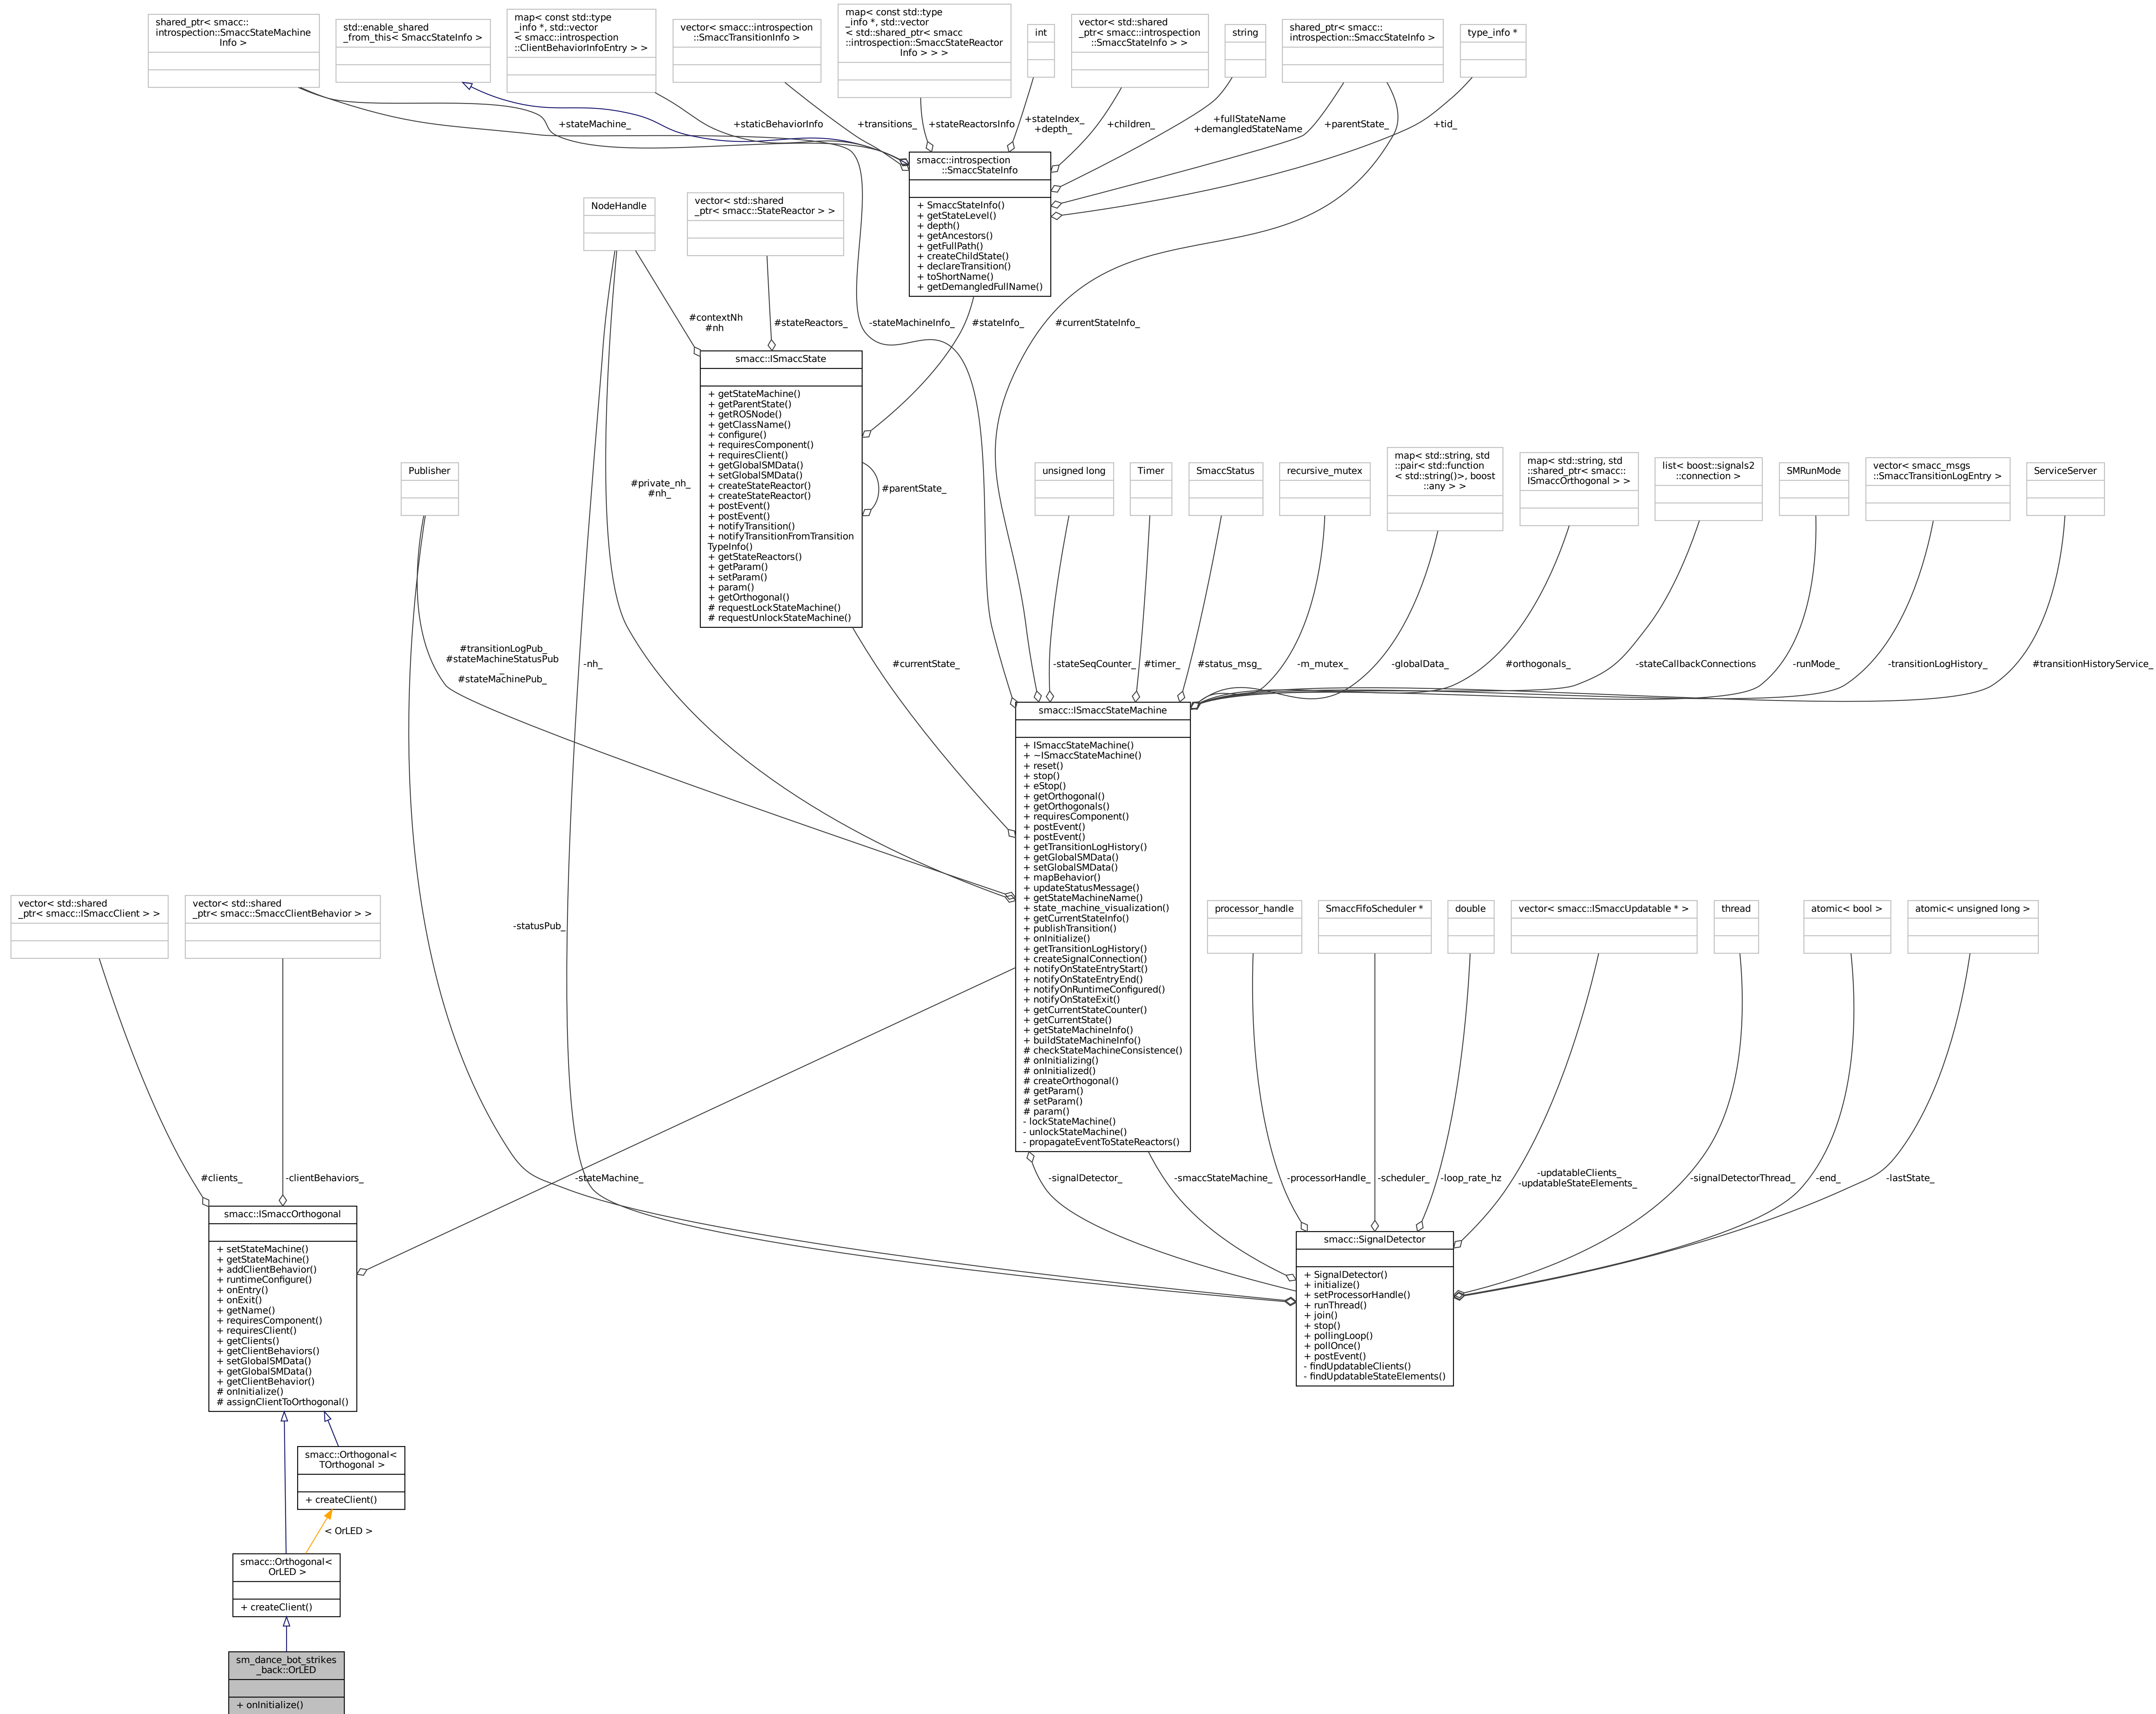 shared_ptr< smacc::
introspection::SmaccStateMachine
Info >
std::enable_shared
_from_this< SmaccStateInfo >
map< const std::type
_info *, std::vector
< smacc::introspection
::ClientBehaviorInfoEntry > >
vector< smacc::introspection
::SmaccTransitionInfo >
map< const std::type
_info *, std::vector
< std::shared_ptr< smacc
::introspection::SmaccStateReactor
Info > > >
int
vector< std::shared
_ptr< smacc::introspection
::SmaccStateInfo > >
string
shared_ptr< smacc::
introspection::SmaccStateInfo >
type_info *
+stateMachine_
+staticBehaviorInfo
+transitions_
+stateReactorsInfo
+stateIndex_
+depth_
+children_
+fullStateName
+demangledStateName
+parentState_
+tid_
smacc::introspection
::SmaccStateInfo
+ SmaccStateInfo()
+ getStateLevel()
+ depth()
+ getAncestors()
+ getFullPath()
+ createChildState()
+ declareTransition()
+ toShortName()
+ getDemangledFullName()
NodeHandle
vector< std::shared
_ptr< smacc::StateReactor > >
#contextNh
#nh
#stateReactors_
-stateMachineInfo_
#stateInfo_
#currentStateInfo_
smacc::ISmaccState
+ getStateMachine()
+ getParentState()
+ getROSNode()
+ getClassName()
+ configure()
+ requiresComponent()
+ requiresClient()
+ getGlobalSMData()
+ setGlobalSMData()
+ createStateReactor()
+ createStateReactor()
+ postEvent()
+ postEvent()
+ notifyTransition()
+ notifyTransitionFromTransition
TypeInfo()
+ getStateReactors()
+ getParam()
+ setParam()
+ param()
+ getOrthogonal()
# requestLockStateMachine()
# requestUnlockStateMachine()
#parentState_
#private_nh_
#nh_
Publisher
unsigned long
Timer
SmaccStatus
recursive_mutex
map< std::string, std
::pair< std::function
< std::string()>, boost
::any > >
map< std::string, std
::shared_ptr< smacc::
ISmaccOrthogonal > >
list< boost::signals2
::connection >
SMRunMode
vector< smacc_msgs
::SmaccTransitionLogEntry >
ServiceServer
#transitionLogPub_
#stateMachineStatusPub
_
#stateMachinePub_
-nh_
#currentState_
-stateSeqCounter_
#timer_
#status_msg_
-m_mutex_
-globalData_
#orthogonals_
-stateCallbackConnections
-runMode_
-transitionLogHistory_
#transitionHistoryService_
smacc::ISmaccStateMachine
+ ISmaccStateMachine()
+ ~ISmaccStateMachine()
+ reset()
+ stop()
+ eStop()
+ getOrthogonal()
+ getOrthogonals()
+ requiresComponent()
+ postEvent()
+ postEvent()
+ getTransitionLogHistory()
+ getGlobalSMData()
+ setGlobalSMData()
+ mapBehavior()
+ updateStatusMessage()
+ getStateMachineName()
+ state_machine_visualization()
+ getCurrentStateInfo()
+ publishTransition()
+ onInitialize()
+ getTransitionLogHistory()
+ createSignalConnection()
+ notifyOnStateEntryStart()
+ notifyOnStateEntryEnd()
+ notifyOnRuntimeConfigured()
+ notifyOnStateExit()
+ getCurrentStateCounter()
+ getCurrentState()
+ getStateMachineInfo()
+ buildStateMachineInfo()
# checkStateMachineConsistence()
# onInitializing()
# onInitialized()
# createOrthogonal()
# getParam()
# setParam()
# param()
- lockStateMachine()
- unlockStateMachine()
- propagateEventToStateReactors()
vector< std::shared
_ptr< smacc::ISmaccClient > >
vector< std::shared
_ptr< smacc::SmaccClientBehavior > >
-statusPub_
processor_handle
SmaccFifoScheduler *
double
vector< smacc::ISmaccUpdatable * >
thread
atomic< bool >
atomic< unsigned long >
#clients_
-clientBehaviors_
-stateMachine_
-signalDetector_
-smaccStateMachine_
-processorHandle_
-scheduler_
-loop_rate_hz
-updatableClients_
-updatableStateElements_
-signalDetectorThread_
-end_
-lastState_
smacc::ISmaccOrthogonal
+ setStateMachine()
+ getStateMachine()
+ addClientBehavior()
+ runtimeConfigure()
+ onEntry()
+ onExit()
+ getName()
+ requiresComponent()
+ requiresClient()
+ getClients()
+ getClientBehaviors()
+ setGlobalSMData()
+ getGlobalSMData()
+ getClientBehavior()
# onInitialize()
# assignClientToOrthogonal()
smacc::SignalDetector
+ SignalDetector()
+ initialize()
+ setProcessorHandle()
+ runThread()
+ join()
+ stop()
+ pollingLoop()
+ pollOnce()
+ postEvent()
- findUpdatableClients()
- findUpdatableStateElements()
smacc::Orthogonal<
TOrthogonal >
+ createClient()
< OrLED >
smacc::Orthogonal<
OrLED >
+ createClient()
sm_dance_bot_strikes
_back::OrLED
+ onInitialize()